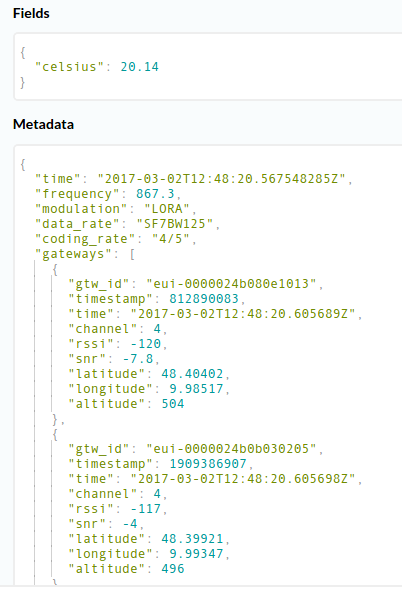 Fields
{
"celsius": 20.14
}
Metadata
{
"time": "2017-03-02T12:48:20.567548285Z",
"frequency": 867.3,
"modulation": "LORA",
"data_rate": "SF7BW125",
"coding_rate": "4/5",
"gateways": [
{
"gtw_id": "eui-0000024b080e1013",
"timestamp": 812890083,
"time": "2017-03-02T12:48:20.605689Z",
"channel": 4,
"rssi": -120,
"snr": -7.8,
"latitude": 48.40402,
"longitude": 9.98517,
"altitude": 504
},
{
"gtw_id": "eui-0000024b0b030205",
"timestamp": 1909386907,
"time": "2017-03-02T12:48:20.605698Z",
"channel": 4,
"rssi": -117,
"snr": -4,
"latitude": 48.39921,
"longitude": 9.99347,
"altitude": 496
}